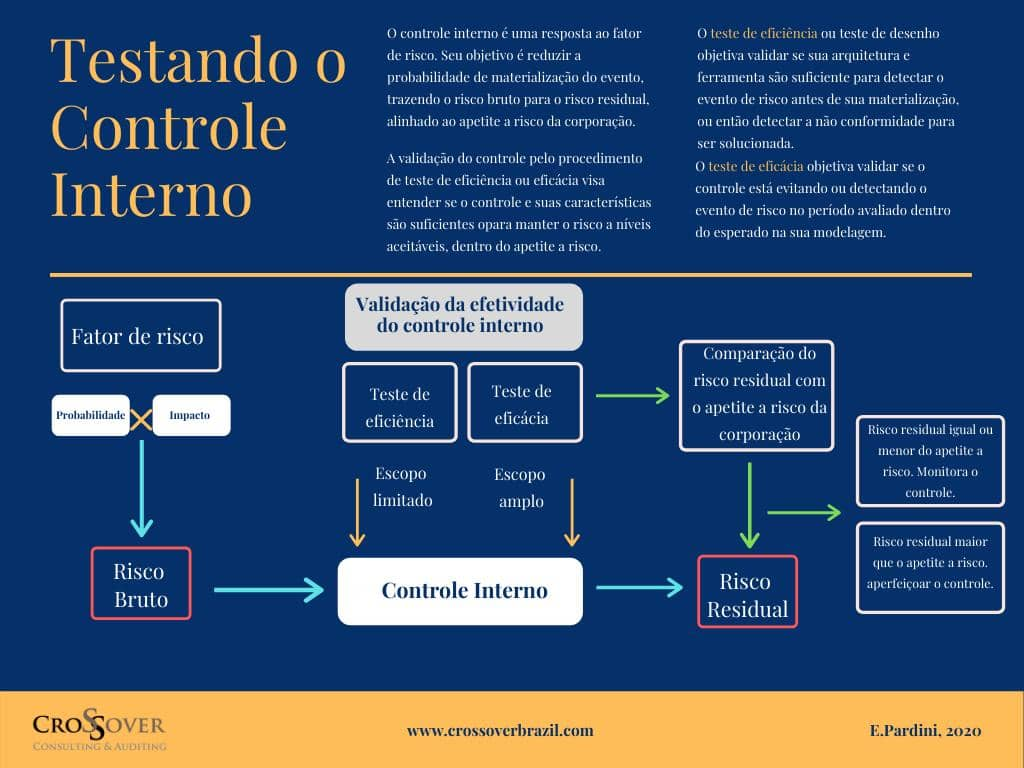 Testando o
Controle
Interno
O controle interno é uma resposta ao fator
de risco. Seu objetivo é reduzir a
probabilidade de materialização do evento,
trazendo o risco bruto para o risco residual,
alinhado ao apetite a risco da corporação.
A validação do controle pelo procedimento
de teste de eficiência ou eficácia visa
entender se o controle e suas características
são suficientes opara manter o risco a níveis
aceitáveis, dentro do apetite a risco.
O teste de eficiência ou teste de desenho
objetiva validar se sua arquitetura e
ferramenta são suficiente para detectar o
evento de risco antes de sua materialização,
ou então detectar a não conformidade para
ser solucionada.
O teste de eficácia objetiva validar se o
controle está evitando ou detectando o
evento de risco no período avaliado dentro
do esperado na sua modelagem.
Fator de risco
Probabilidade
Impacto
Risco
Bruto
Validação da efetividade
do controle interno
Teste de
eficiência
Teste de
eficácia
Escopo
limitado
Escopo
amplo
Controle Interno
Comparação do
risco residual com
o apetite a risco da
corporação
Risco
Residual
Risco residual igual ou
menor do apetite a
risco. Monitora o
controle.
Risco residual maior
que o apetite a risco.
aperfeiçoar o controle.
CROSSOVER
CONSULTING & AUDITING
www.crossoverbrazil.com
E.Pardini, 2020